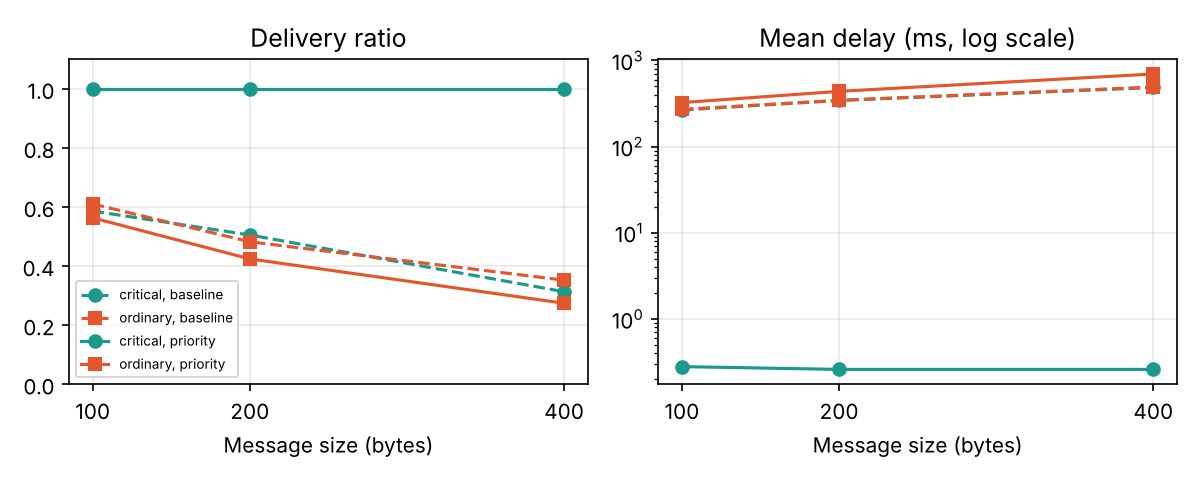 Delivery ratio
1.0
0.8
0.6
0.4
0.2
0.0
critical, baseline
ordinary, baseline
critical, priority
ordinary, priority
100 200 400
Message size (bytes)
Mean delay (ms, log scale)
10³
10²
10¹
10⁰
100 200 400
Message size (bytes)